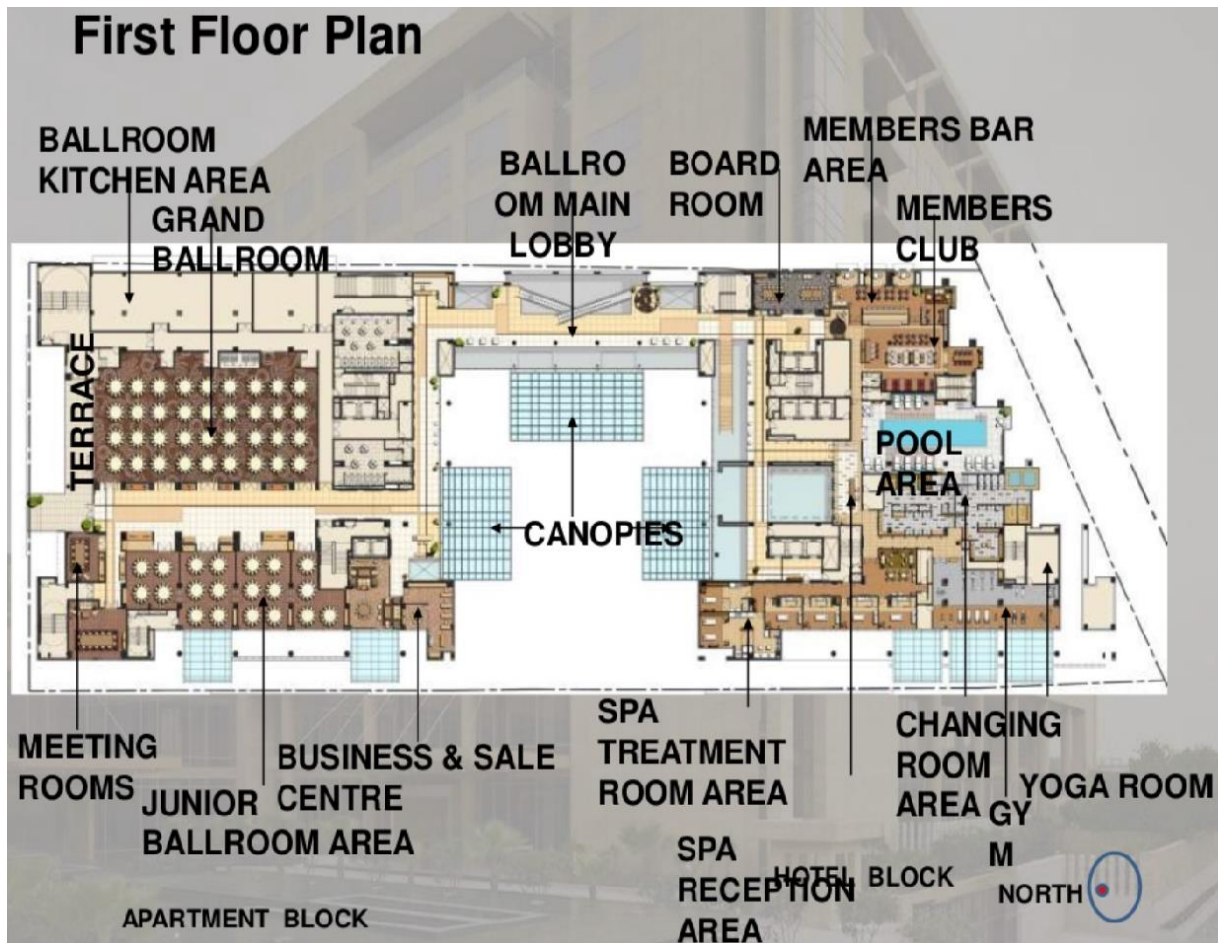 First Floor Plan
BALLROOM
KITCHEN AREA
GRAND
BALLROOM
BALLRO
OM MAIN
LOBBY
BOARD
ROOM
MEMBERS BAR
AREA
MEMBERS
CLUB
TERRACE
POOL
AREA
CANOPIES
MEETING
ROOMS
JUNIOR
BALLROOM AREA
BUSINESS & SALE
CENTRE
SPA
TREATMENT
ROOM AREA
SPA
RECEPTION
AREA
CHANGING
ROOM
AREA
GY
M
YOGA ROOM
HOTEL BLOCK
NORTH
APARTMENT BLOCK